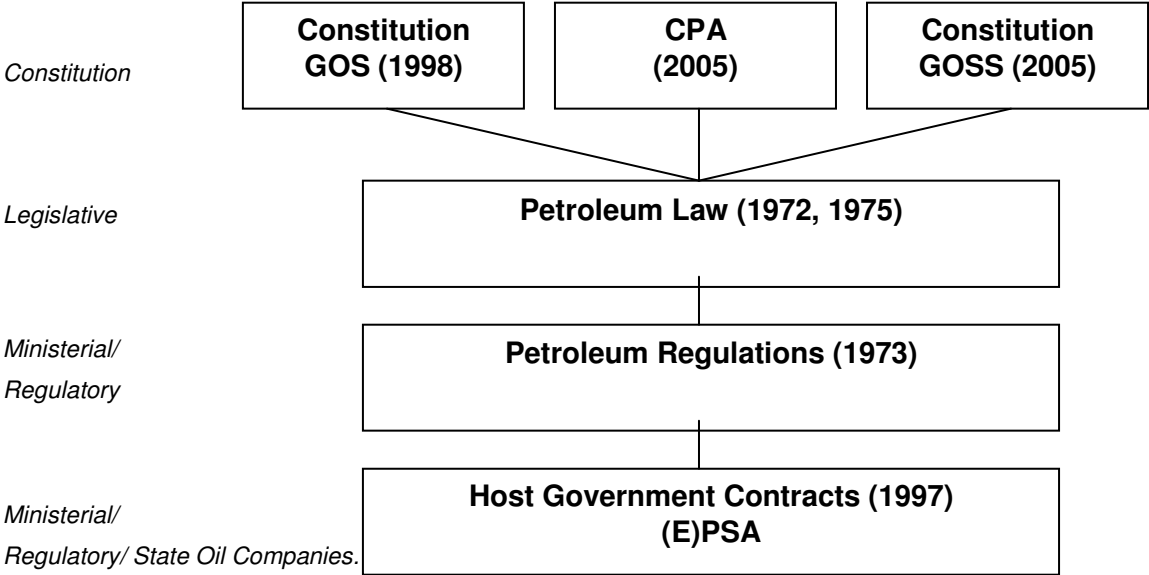 Constitution
Constitution
GOS (1998)
CPA
(2005)
Constitution
GOSS (2005)
Legislative
Petroleum Law (1972, 1975)
Ministerial/
Regulatory
Petroleum Regulations (1973)
Ministerial/
Regulatory/ State Oil Companies.
Host Government Contracts (1997)
(E)PSA